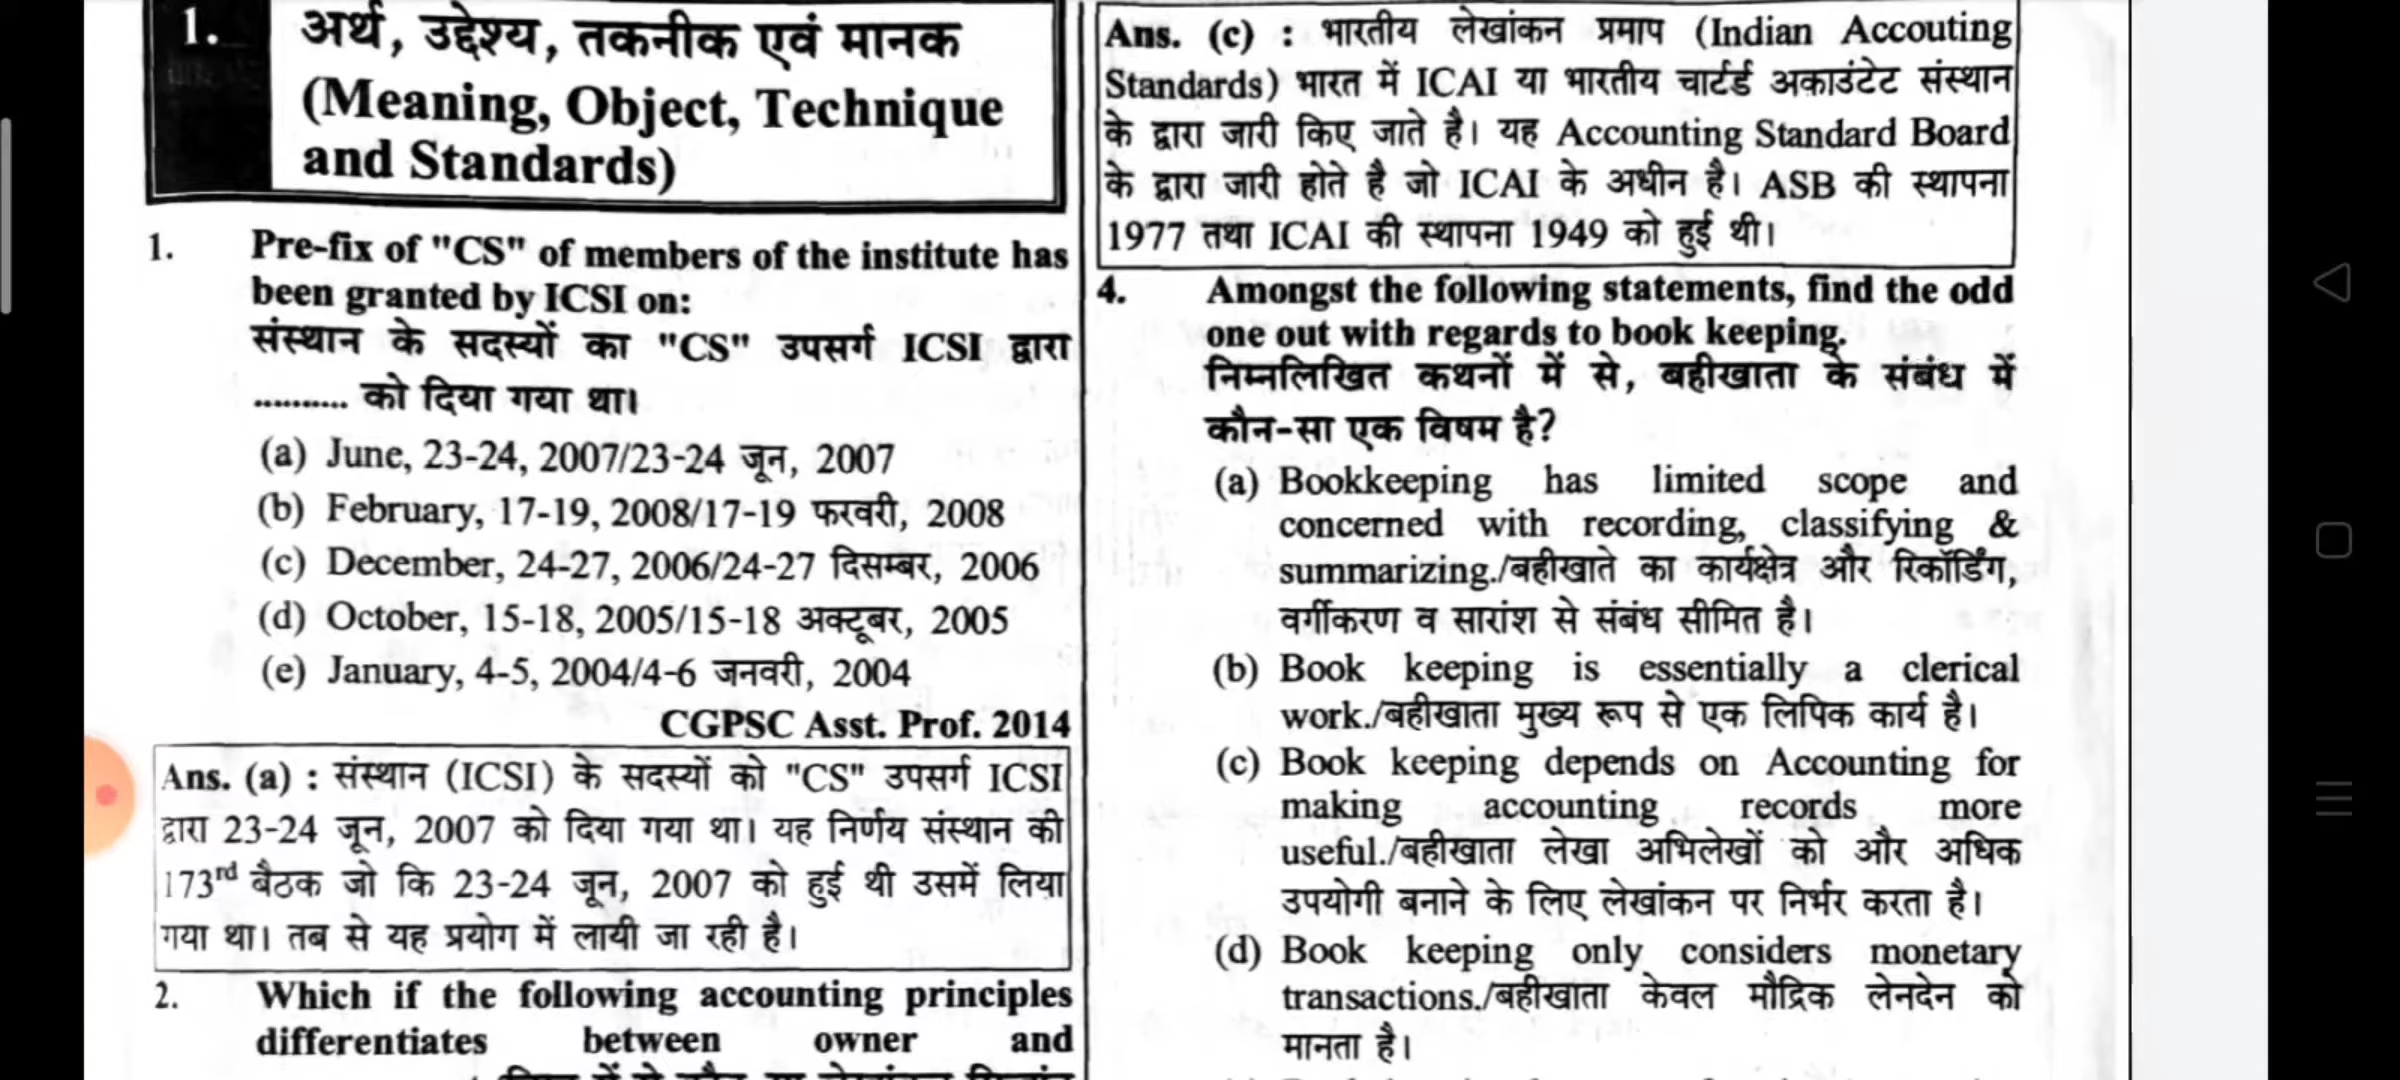 1.
अर्थ, उद्देश्य, तकनीक एवं मानक
(Meaning, Object, Technique
and Standards)
1. Pre-fix of "CS" of members of the institute has
been granted by ICSI on:
संस्थान के सदस्यों का "CS" उपसर्ग ICSI द्वारा
.......... को दिया गया था।
(a) June, 23-24, 2007/23-24 जून, 2007
(b) February, 17-19, 2008/17-19 फरवरी, 2008
(c) December, 24-27, 2006/24-27 दिसम्बर, 2006
(d) October, 15-18, 2005/15-18 अक्टूबर, 2005
(e) January, 4-5, 2004/4-6 जनवरी, 2004
CGPSC Asst. Prof. 2014
Ans. (a) : संस्थान (ICSI) के सदस्यों को "CS" उपसर्ग ICSI
द्वारा 23-24 जून, 2007 को दिया गया था। यह निर्णय संस्थान की
173rd बैठक जो कि 23-24 जून, 2007 को हुई थी उसमें लिया
गया था। तब से यह प्रयोग में लायी जा रही है।
2. Which if the following accounting principles
differentiates between owner and
Ans. (c) : भारतीय लेखांकन प्रमाप (Indian Accouting
Standards) भारत में ICAI या भारतीय चार्टर्ड अकाउंटेट संस्थान
के द्वारा जारी किए जाते है। यह Accounting Standard Board
के द्वारा जारी होते है जो ICAI के अधीन है। ASB की स्थापना
1977 तथा ICAI की स्थापना 1949 को हुई थी।
4. Amongst the following statements, find the odd
one out with regards to book keeping.
निम्नलिखित कथनों में से, बहीखाता के संबंध में
कौन-सा एक विषम है?
(a) Bookkeeping has limited scope and
concerned with recording, classifying &
summarizing./बहीखाते का कार्यक्षेत्र और रिकॉर्डिंग,
वर्गीकरण व सारांश से संबंध सीमित है।
(b) Book keeping is essentially a clerical
work./बहीखाता मुख्य रूप से एक लिपिक कार्य है।
(c) Book keeping depends on Accounting for
making accounting records more
useful./बहीखाता लेखा अभिलेखों को और अधिक
उपयोगी बनाने के लिए लेखांकन पर निर्भर करता है।
(d) Book keeping only considers monetary
transactions./बहीखाता केवल मौद्रिक लेनदेन को
मानता है।